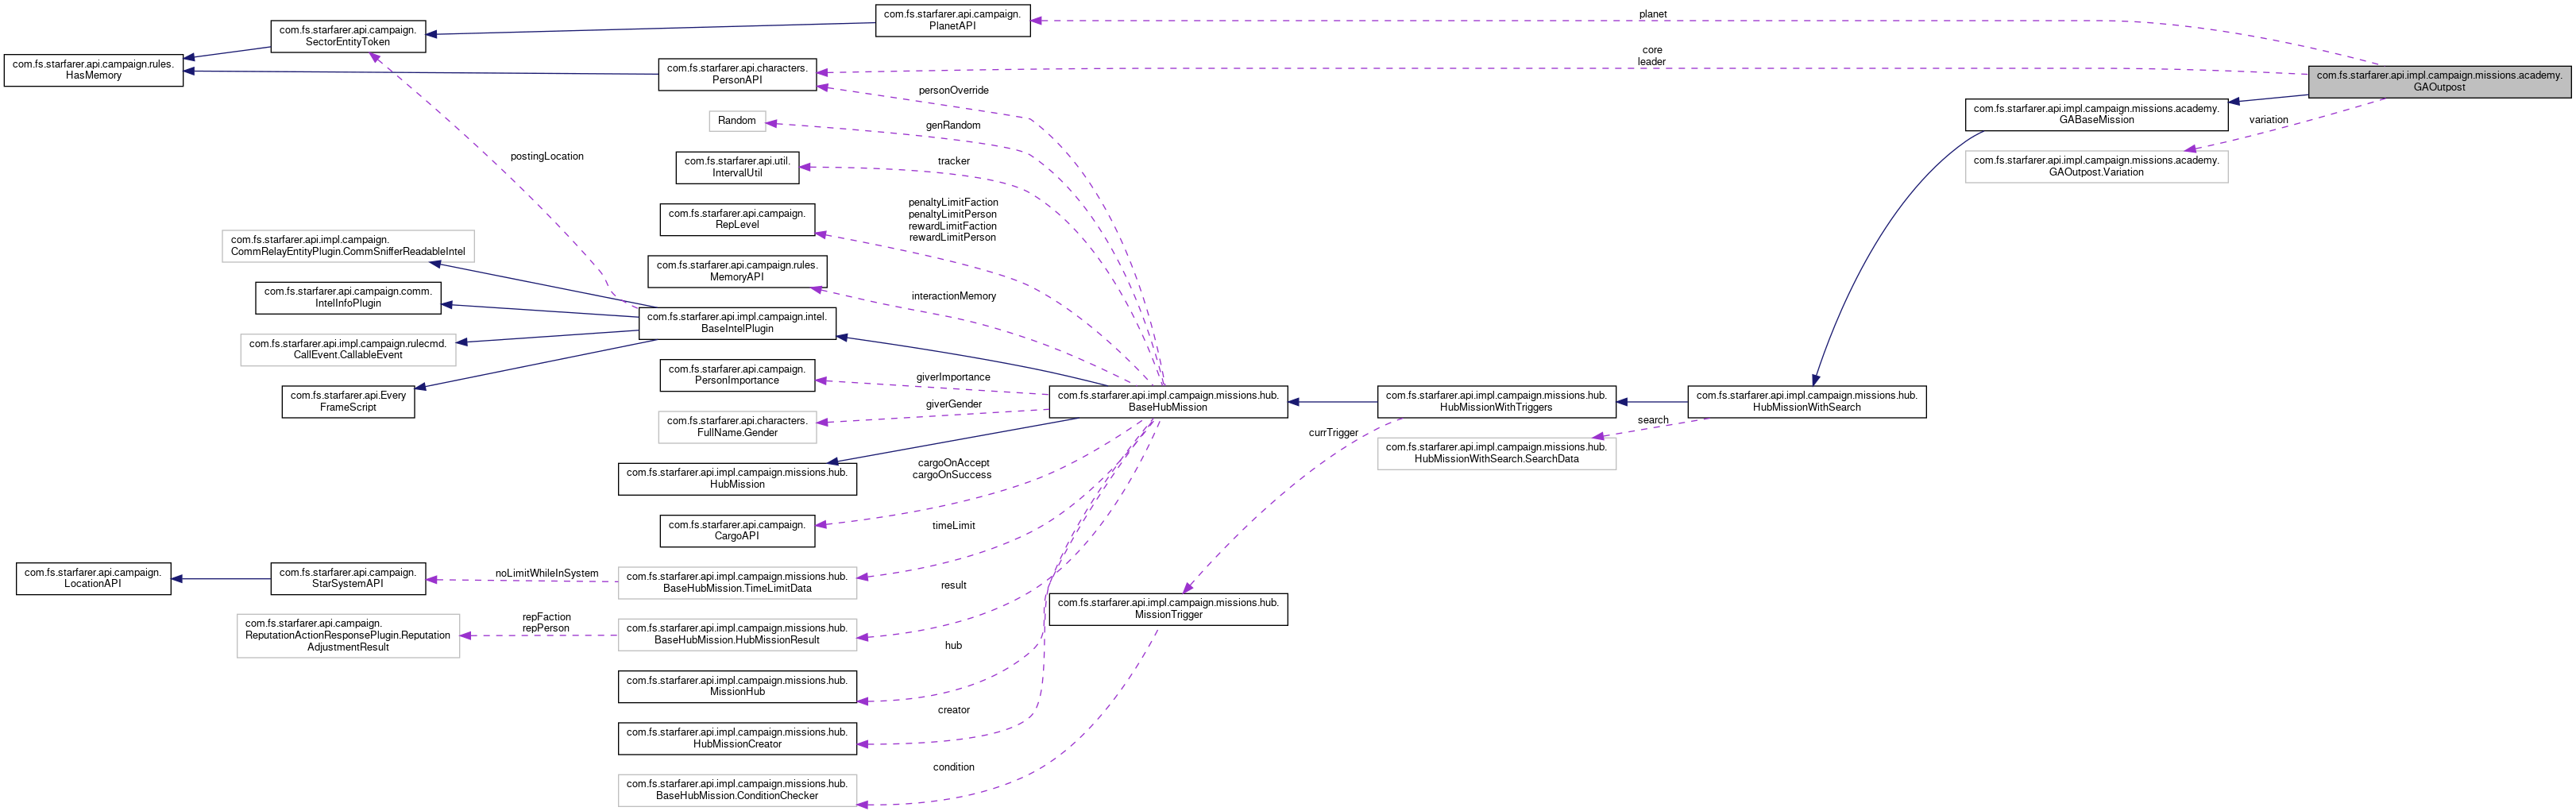 com.fs.starfarer.api.campaign.
PlanetAPI
planet
com.fs.starfarer.api.campaign.
SectorEntityToken
com.fs.starfarer.api.campaign.rules.
HasMemory
com.fs.starfarer.api.characters.
PersonAPI
core
leader
com.fs.starfarer.api.impl.campaign.missions.academy.
GAOutpost
personOverride
com.fs.starfarer.api.impl.campaign.missions.academy.
GABaseMission
variation
Random
genRandom
postingLocation
com.fs.starfarer.api.util.
IntervalUtil
tracker
com.fs.starfarer.api.impl.campaign.missions.academy.
GAOutpost.Variation
com.fs.starfarer.api.campaign.
RepLevel
penaltyLimitFaction
penaltyLimitPerson
rewardLimitFaction
rewardLimitPerson
com.fs.starfarer.api.impl.campaign.
CommRelayEntityPlugin.CommSnifferReadableIntel
com.fs.starfarer.api.campaign.rules.
MemoryAPI
com.fs.starfarer.api.campaign.comm.
IntelInfoPlugin
interactionMemory
com.fs.starfarer.api.impl.campaign.intel.
BaseIntelPlugin
com.fs.starfarer.api.impl.campaign.rulecmd.
CallEvent.CallableEvent
com.fs.starfarer.api.campaign.
PersonImportance
giverImportance
com.fs.starfarer.api.Every
FrameScript
com.fs.starfarer.api.impl.campaign.missions.hub.
BaseHubMission
com.fs.starfarer.api.impl.campaign.missions.hub.
HubMissionWithTriggers
com.fs.starfarer.api.impl.campaign.missions.hub.
HubMissionWithSearch
giverGender
com.fs.starfarer.api.characters.
FullName.Gender
search
currTrigger
com.fs.starfarer.api.impl.campaign.missions.hub.
HubMissionWithSearch.SearchData
com.fs.starfarer.api.impl.campaign.missions.hub.
HubMission
cargoOnAccept
cargoOnSuccess
com.fs.starfarer.api.campaign.
CargoAPI
timeLimit
com.fs.starfarer.api.campaign.
LocationAPI
com.fs.starfarer.api.campaign.
StarSystemAPI
noLimitWhileInSystem
com.fs.starfarer.api.impl.campaign.missions.hub.
BaseHubMission.TimeLimitData
result
com.fs.starfarer.api.impl.campaign.missions.hub.
MissionTrigger
com.fs.starfarer.api.campaign.
ReputationActionResponsePlugin.Reputation
AdjustmentResult
repFaction
repPerson
com.fs.starfarer.api.impl.campaign.missions.hub.
BaseHubMission.HubMissionResult
hub
com.fs.starfarer.api.impl.campaign.missions.hub.
MissionHub
creator
com.fs.starfarer.api.impl.campaign.missions.hub.
HubMissionCreator
condition
com.fs.starfarer.api.impl.campaign.missions.hub.
BaseHubMission.ConditionChecker